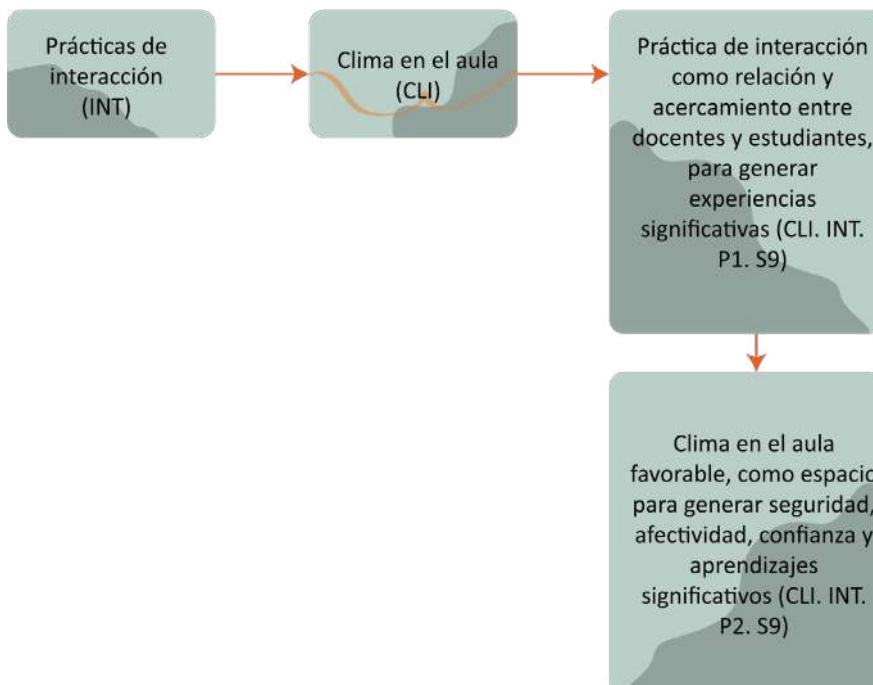 Prácticas de
interacción
(INT)
Clima en el aula
(CLI)
Práctica de interacción
como relación y
acercamiento entre
docentes y estudiantes,
para generar
experiencias
significativas (CLI. INT.
P1. S9)
Clima en el aula
favorable, como espacio
para generar seguridad,
afectividad, confianza y
aprendizajes
significativos (CLI. INT.
P2. S9)